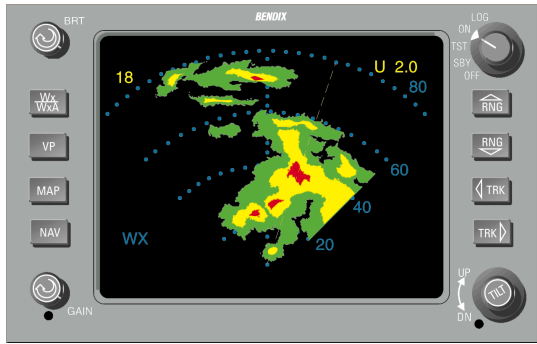 BENDIX
BRT
LOG
ON
TST
SBY
OFF
18
U 2.0
80
Wx
WxA
RNG
VP
RNG
60
MAP
TRK
40
NAV
TRK
WX
20
UP
TILT
DN
GAIN